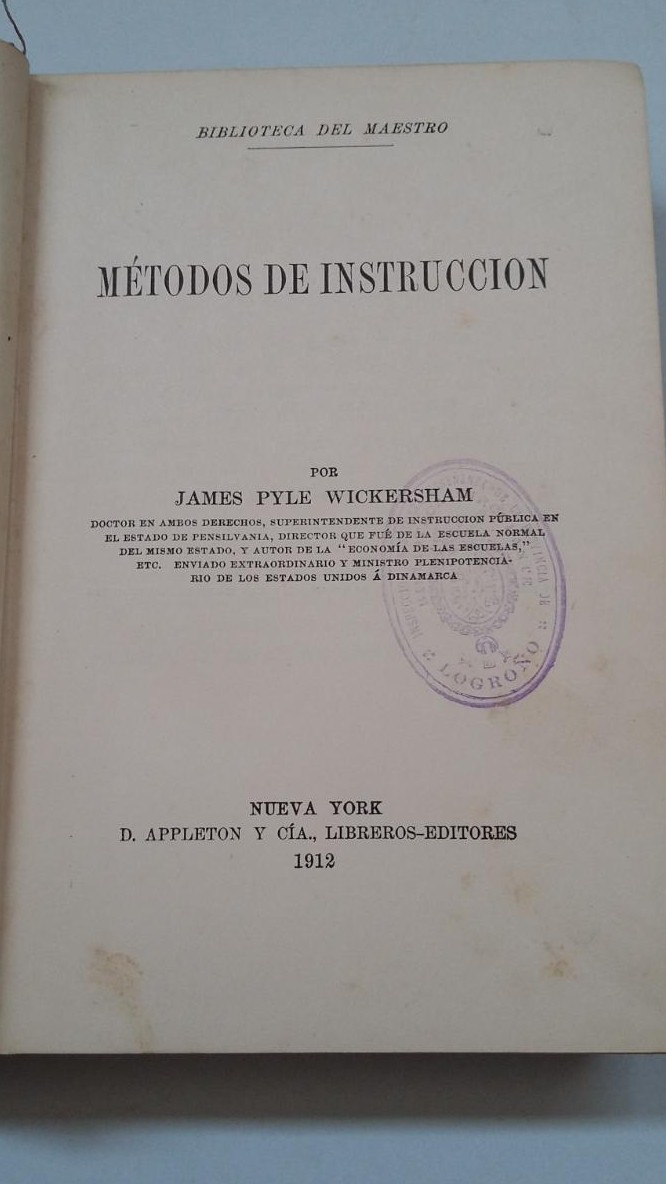 BIBLIOTECA DEL MAESTRO
MÉTODOS DE INSTRUCCION
POR
JAMES PYLE WICKERSHAM
DOCTOR EN AMBOS DERECHOS, SUPERINTENDENTE DE INSTRUCCION PÚBLICA EN
EL ESTADO DE PENSILVANIA, DIRECTOR QUE FUÉ DE LA ESCUELA NORMAL
DEL MISMO ESTADO, Y AUTOR DE LA "ECONOMÍA DE LAS ESCUELAS,"
ETC. ENVIADO EXTRAORDINARIO Y MINISTRO PLENIPOTENCIA-
RIO DE LOS ESTADOS UNIDOS Á DINAMARCA
PROVINCIA DE
LOGROÑO
NUEVA YORK
D. APPLETON Y CÍA., LIBREROS-EDITORES
1912